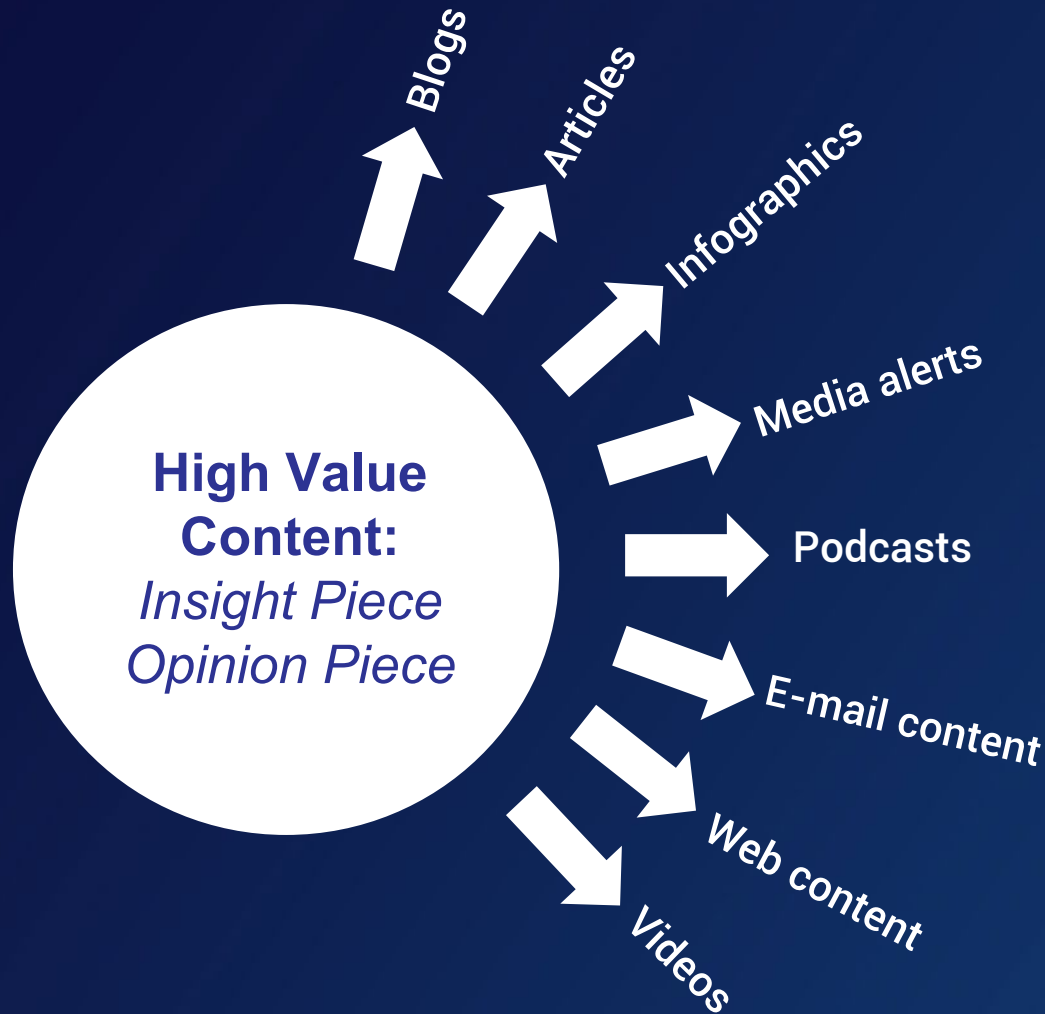 Blogs
Articles
Infographics
Media alerts
High Value
Content:
Insight Piece
Opinion Piece
Podcasts
E-mail content
Web content
Videos